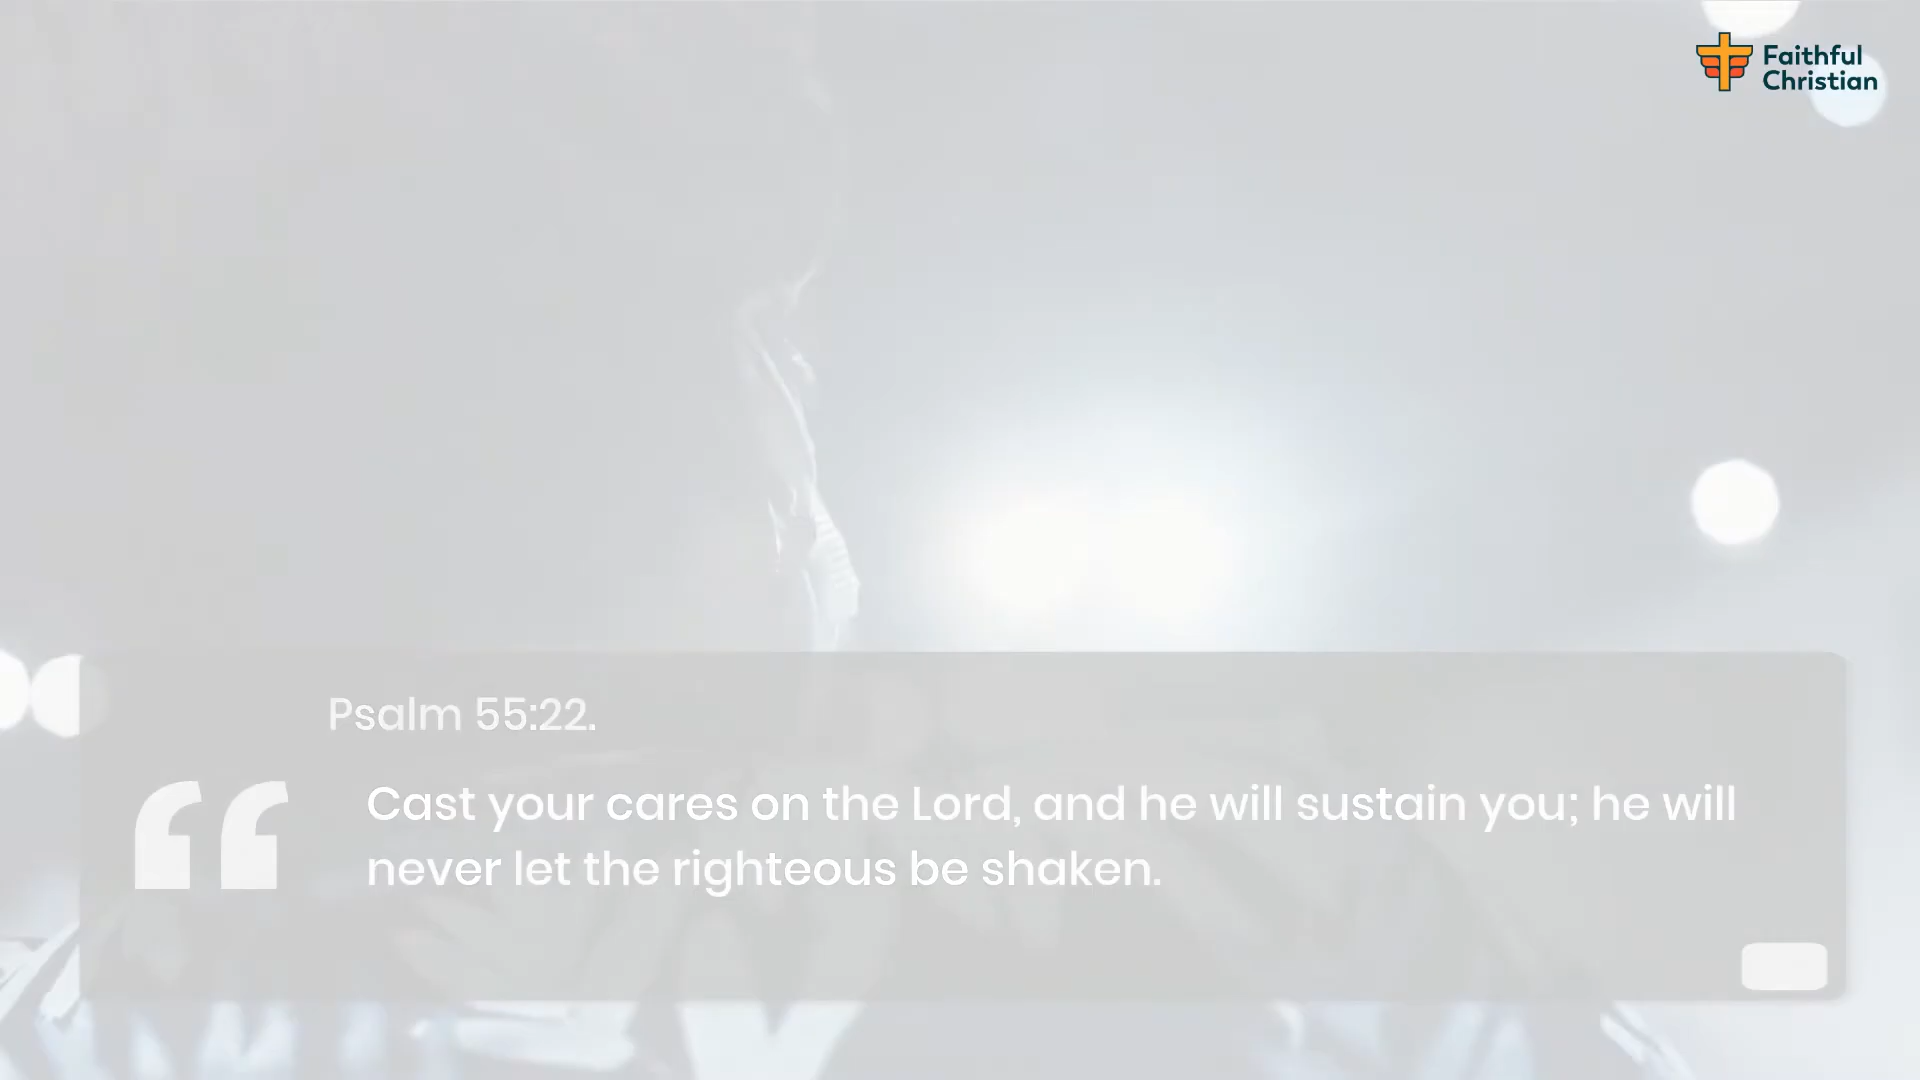 Faithful
Christian
Psalm 55:22.
Cast your cares on the Lord, and he will sustain you; he will
never let the righteous be shaken.